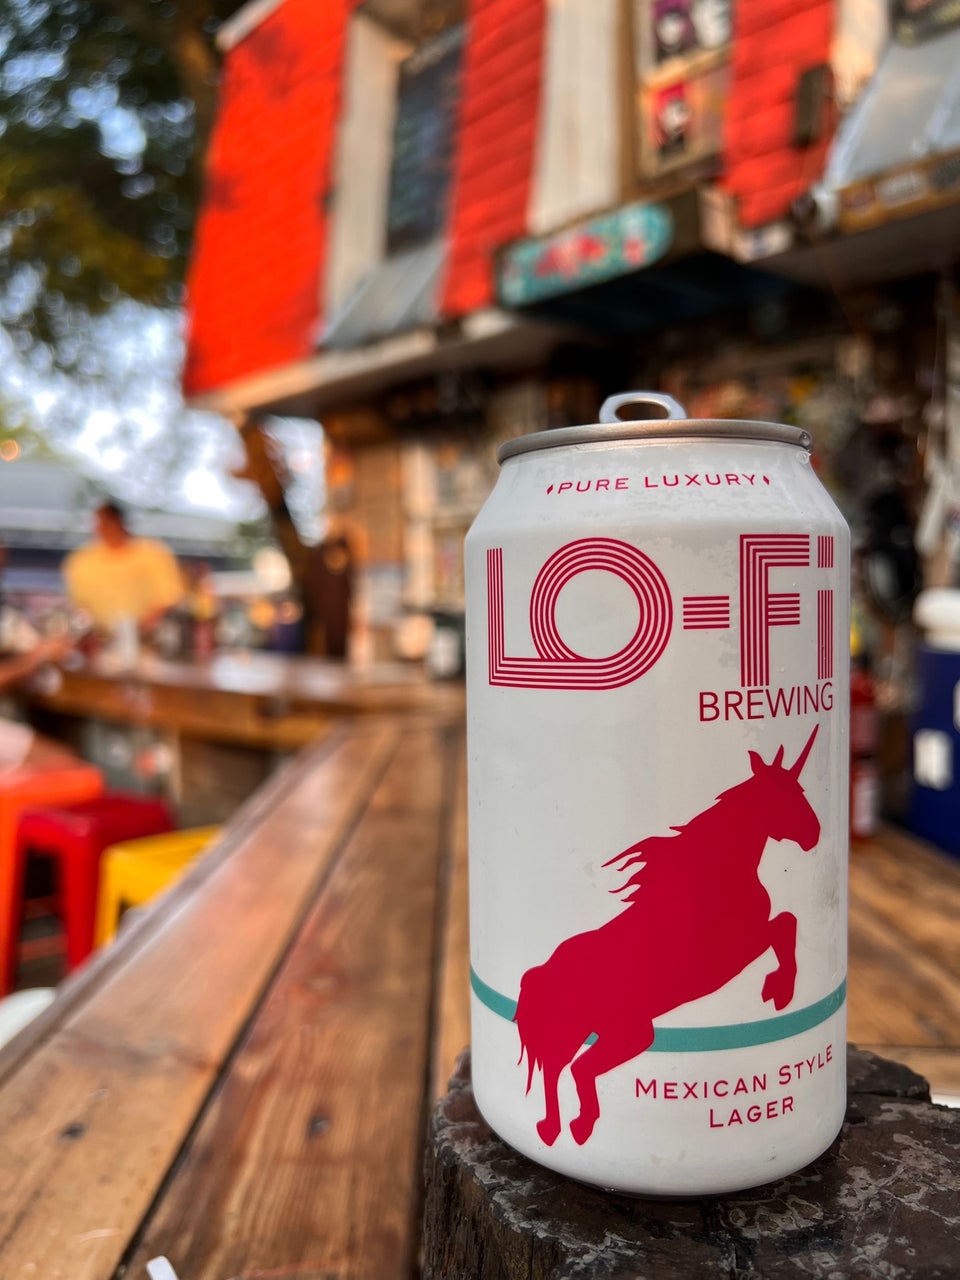 ♦PURE LUXURY♦
LO-Fi
BREWING
MEXICAN STYLE
LAGER